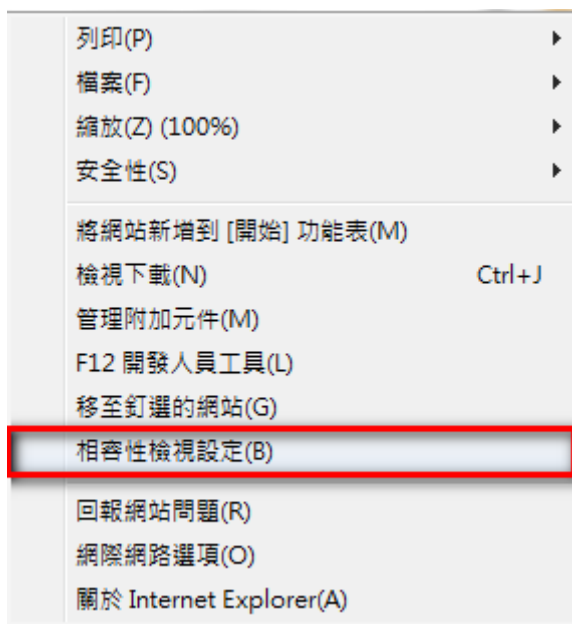 列印(P)
檔案(F)
縮放(Z) (100%)
安全性(S)
將網站新增到 [開始] 功能表(M)
檢視下載(N) Ctrl+J
管理附加元件(M)
F12 開發人員工具(L)
移至釘選的網站(G)
相容性檢視設定(B)
回報網站問題(R)
網際網路選項(O)
關於 Internet Explorer(A)